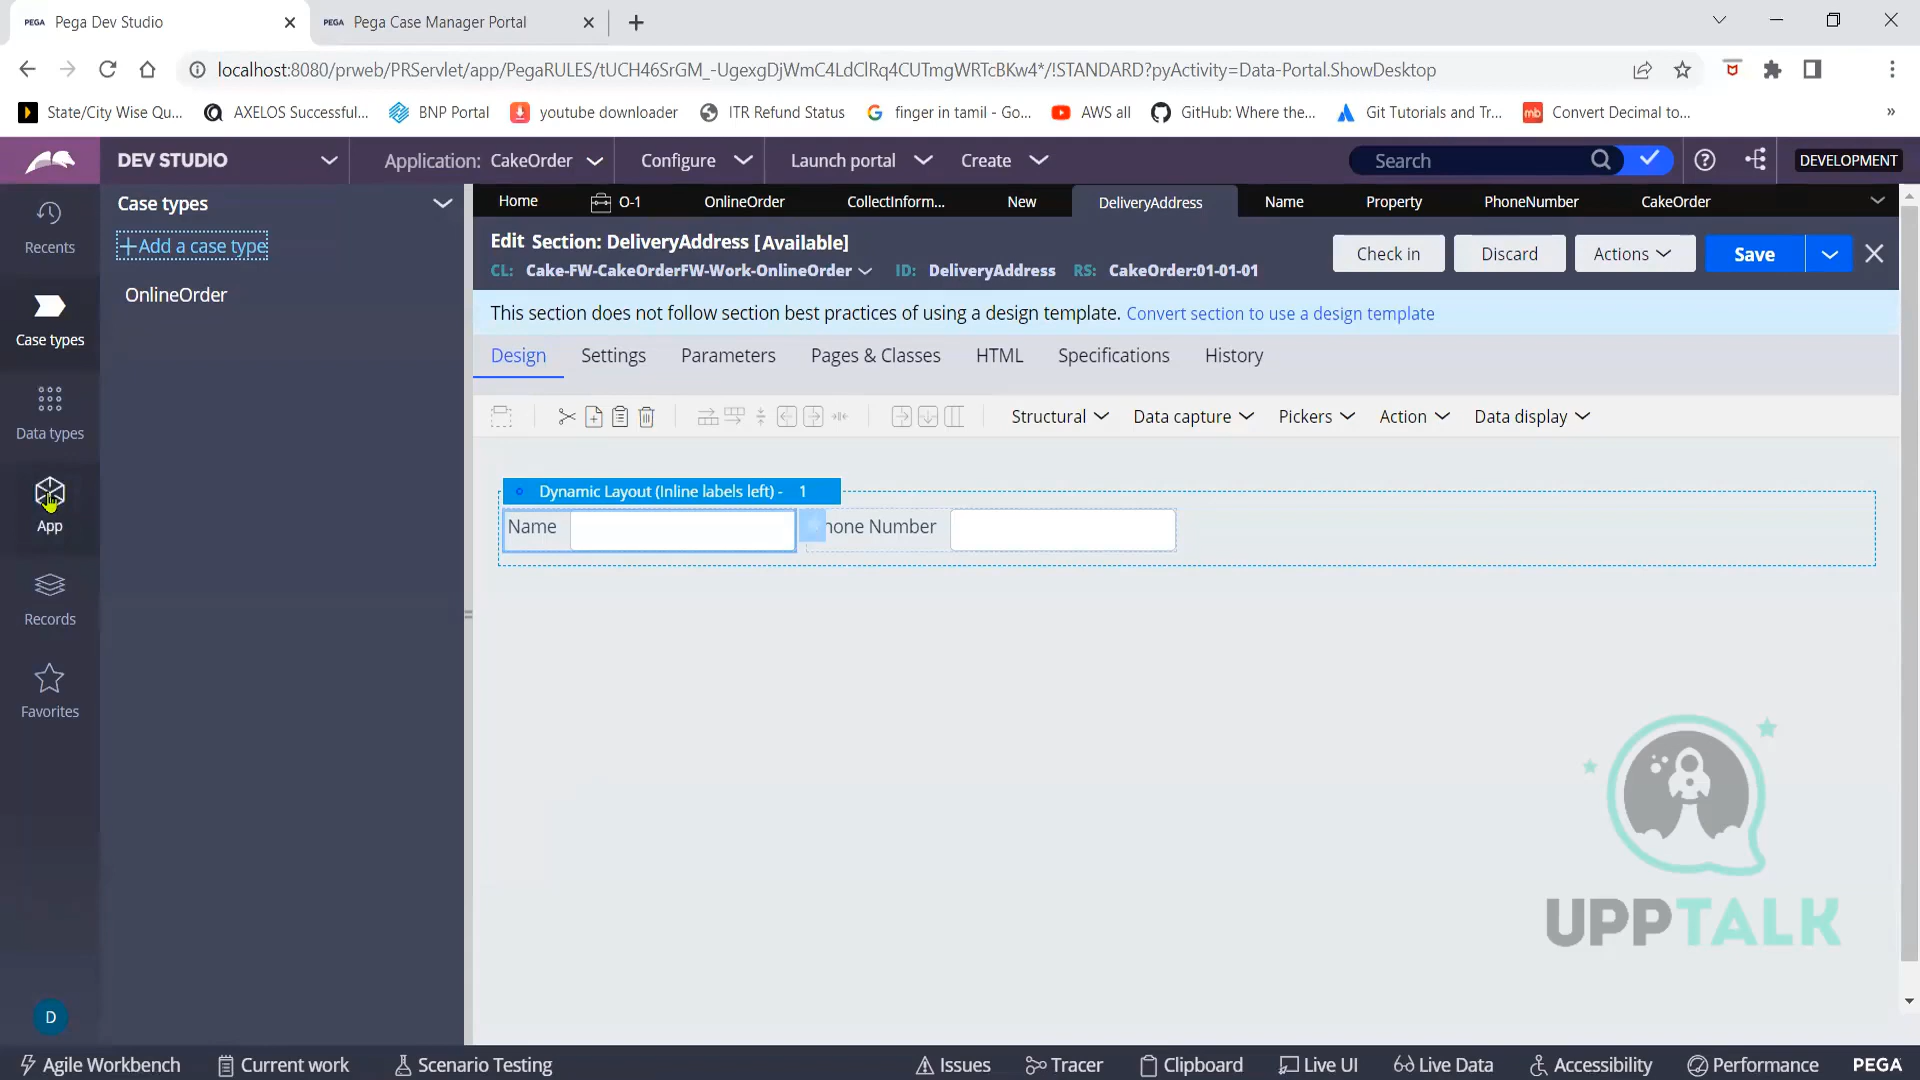 PEGA Pega Dev Studio
PEGA Pega Case Manager Portal
localhost:8080/prweb/PRServlet/app/PegaRULES/tUCH46SrGM_-UgexgDjWmC4LdClRq4CUTmgWRTcBKw4*/!STANDARD?pyActivity=Data-Portal.ShowDesktop
State/City Wise Qu... AXELOS Successful... BNP Portal youtube downloader ITR Refund Status finger in tamil - Go... AWS all GitHub: Where the... Git Tutorials and Tr... mb Convert Decimal to... »
DEV STUDIO Application: CakeOrder Configure Launch portal Create Search DEVELOPMENT
Recents
Case types
Data types
App
Records
Favorites
D
Case types
+Add a case type
OnlineOrder
Home O-1 OnlineOrder CollectInform... New DeliveryAddress Name Property PhoneNumber CakeOrder
Edit Section: DeliveryAddress [Available]
CL: Cake-FW-CakeOrderFW-Work-OnlineOrder ID: DeliveryAddress RS: CakeOrder:01-01-01
Check in Discard Actions Save
This section does not follow section best practices of using a design template. Convert section to use a design template
Design Settings Parameters Pages & Classes HTML Specifications History
Structural Data capture Pickers Action Data display
Dynamic Layout (Inline labels left) - 1
Name hone Number
UPPTALK
Agile Workbench Current work Scenario Testing Issues Tracer Clipboard Live UI Live Data Accessibility Performance PEGA